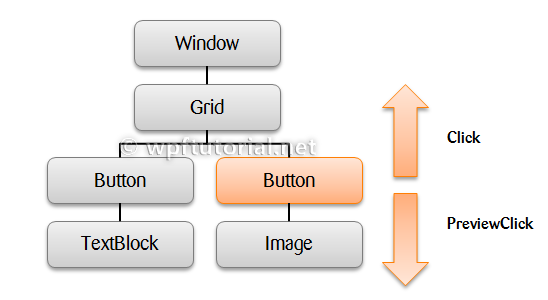 Window
Grid
© wpftutorial.net
Click
Button Button
PreviewClick
TextBlock Image